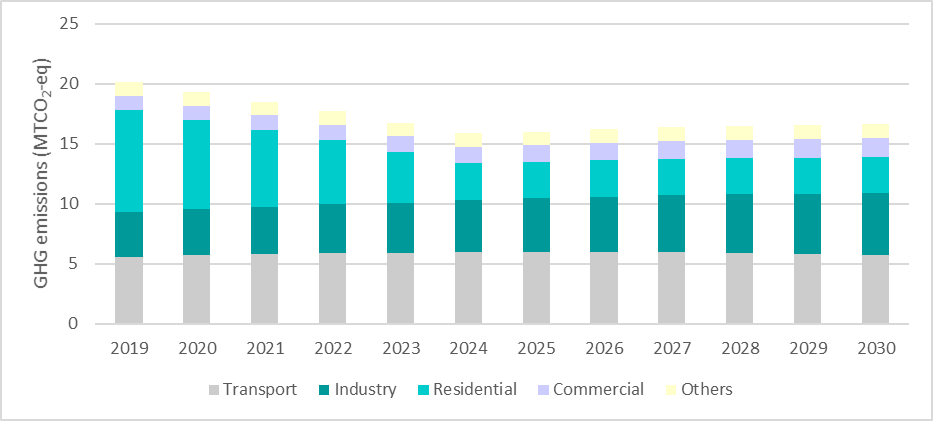 GHG emissions (MTCO₂-eq)
25
20
15
10
5
0
2019 2020 2021 2022 2023 2024 2025 2026 2027 2028 2029 2030
Transport Industry Residential Commercial Others